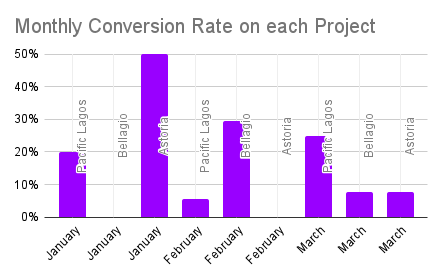 Monthly Conversion Rate on each Project
50%
40%
30%
20%
10%
0%
Pacific Lagos
Bellagio
Astoria
Pacific Lagos
Bellagio
Astoria
Pacific Lagos
Bellagio
Astoria
January
January
January
February
February
February
March
March
March